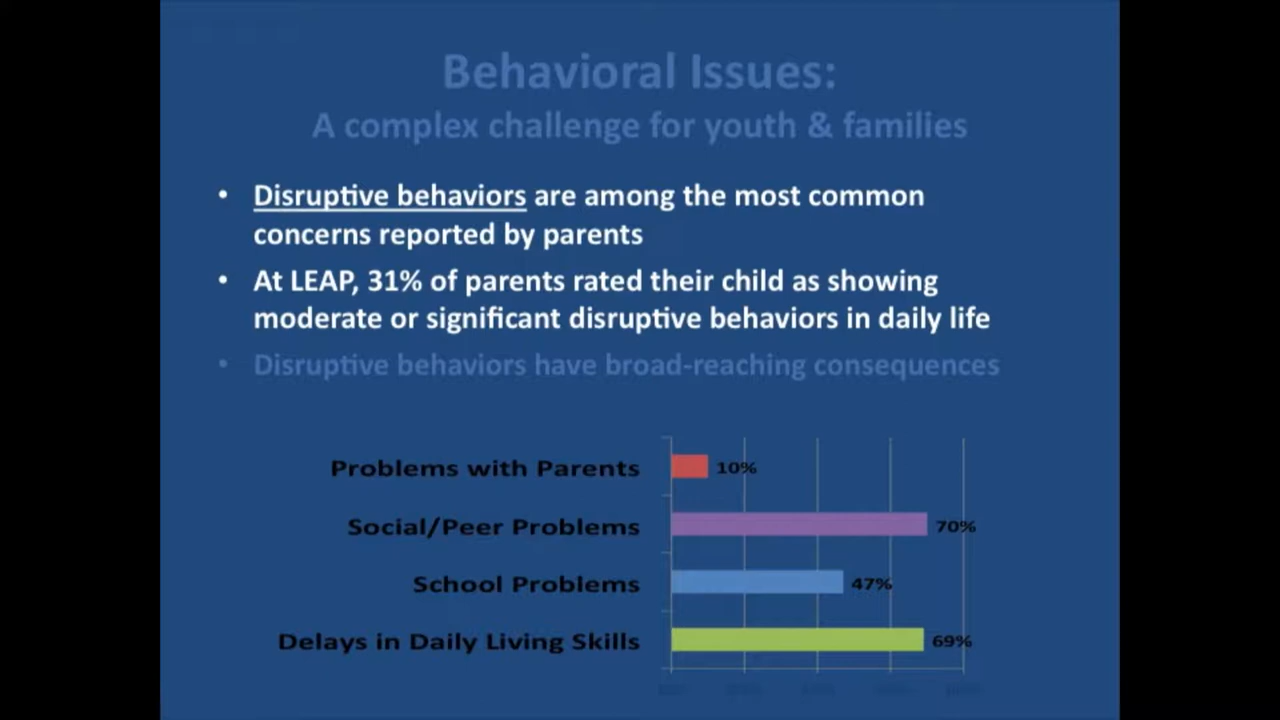 Behavioral Issues:
A complex challenge for youth & families
• Disruptive behaviors are among the most common
concerns reported by parents
• At LEAP, 31% of parents rated their child as showing
moderate or significant disruptive behaviors in daily life
• Disruptive behaviors have broad-reaching consequences
Problems with Parents 10%
Social/Peer Problems 70%
School Problems 47%
Delays in Daily Living Skills 69%